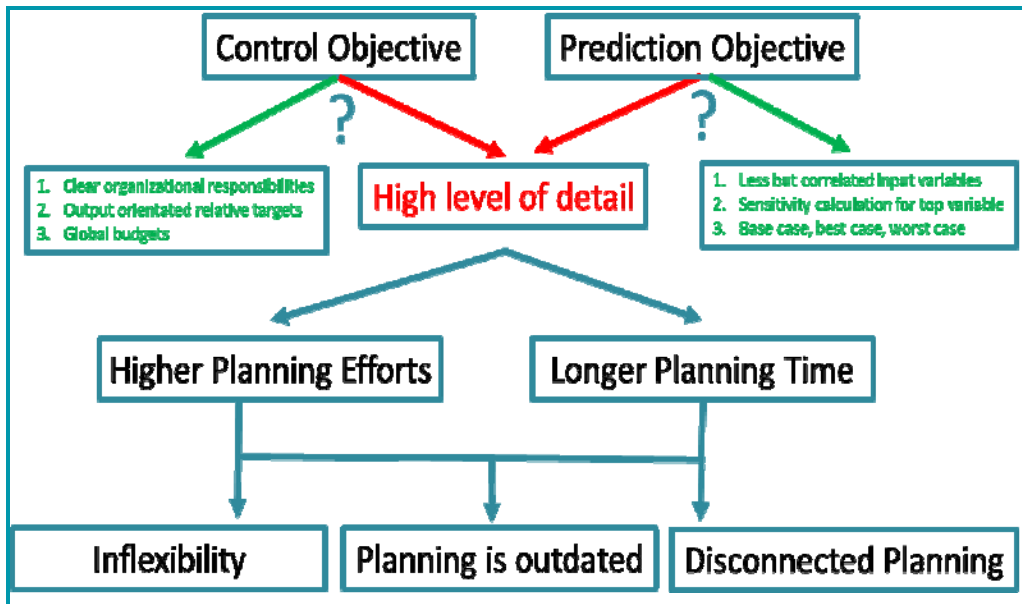 Control Objective
Prediction Objective
?
?
1. Clear organizational responsibilities
2. Output orientated relative targets
3. Global budgets
High level of detail
1. Less but correlated input variables
2. Sensitivity calculation for top variable
3. Base case, best case, worst case
Higher Planning Efforts
Longer Planning Time
Inflexibility
Planning is outdated
Disconnected Planning